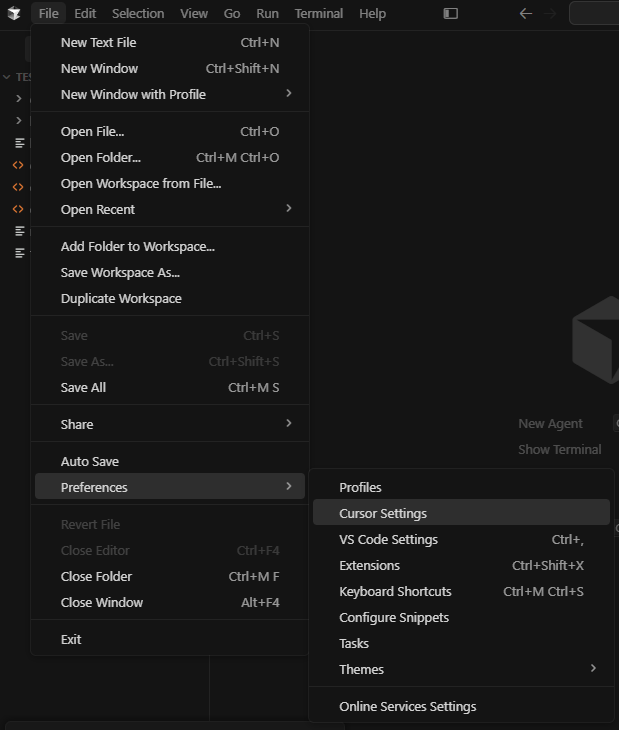 File Edit Selection View Go Run Terminal Help
New Text File Ctrl+N
New Window Ctrl+Shift+N
New Window with Profile
Open File... Ctrl+O
Open Folder... Ctrl+M Ctrl+O
Open Workspace from File...
Open Recent
Add Folder to Workspace...
Save Workspace As...
Duplicate Workspace
Save Ctrl+S
Save As... Ctrl+Shift+S
Save All Ctrl+M S
Share
Auto Save
Preferences
Revert File
Close Editor Ctrl+F4
Close Folder Ctrl+M F
Close Window Alt+F4
Exit
New Agent
Show Terminal
Profiles
Cursor Settings
VS Code Settings Ctrl+,
Extensions Ctrl+Shift+X
Keyboard Shortcuts Ctrl+M Ctrl+S
Configure Snippets
Tasks
Themes
Online Services Settings